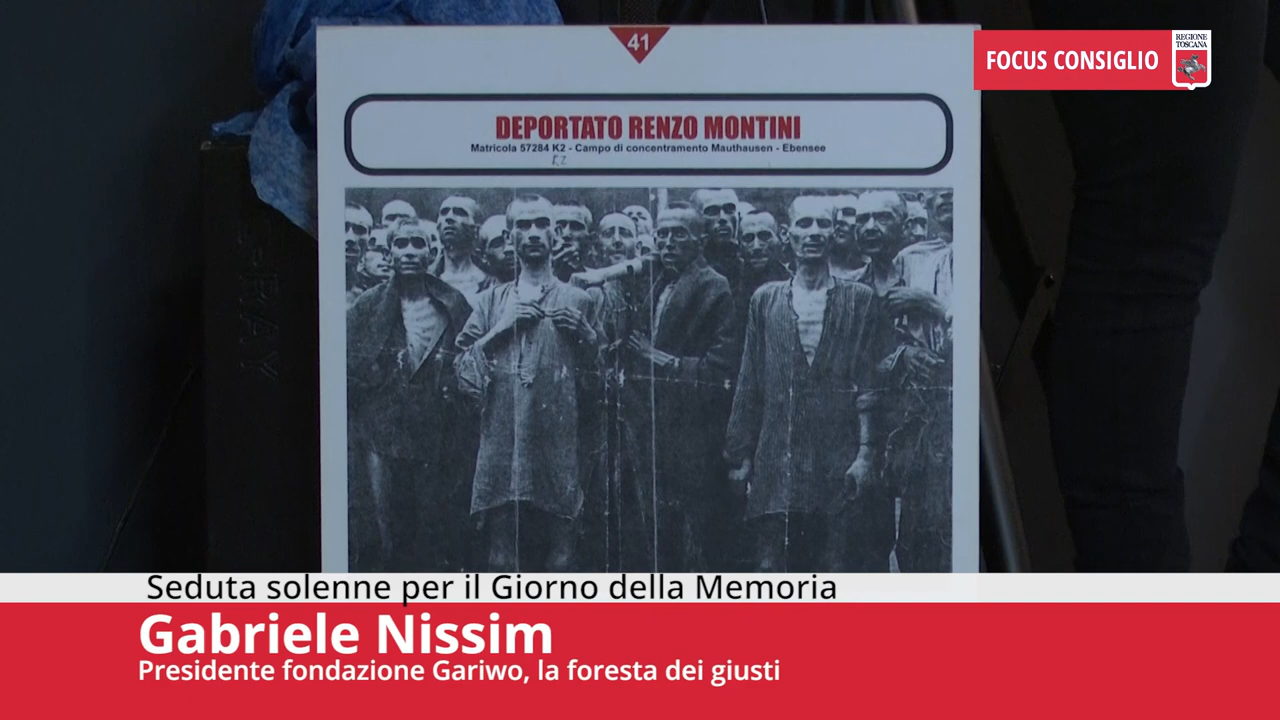 41
FOCUS CONSIGLIO
REGIONE
TOSCANA
DEPORTATO RENZO MONTINI
Matricola 57284 K2 - Campo di concentramento Mauthausen - Ebensee
K2
Seduta solenne per il Giorno della Memoria
Gabriele Nissim
Presidente fondazione Gariwo, la foresta dei giusti